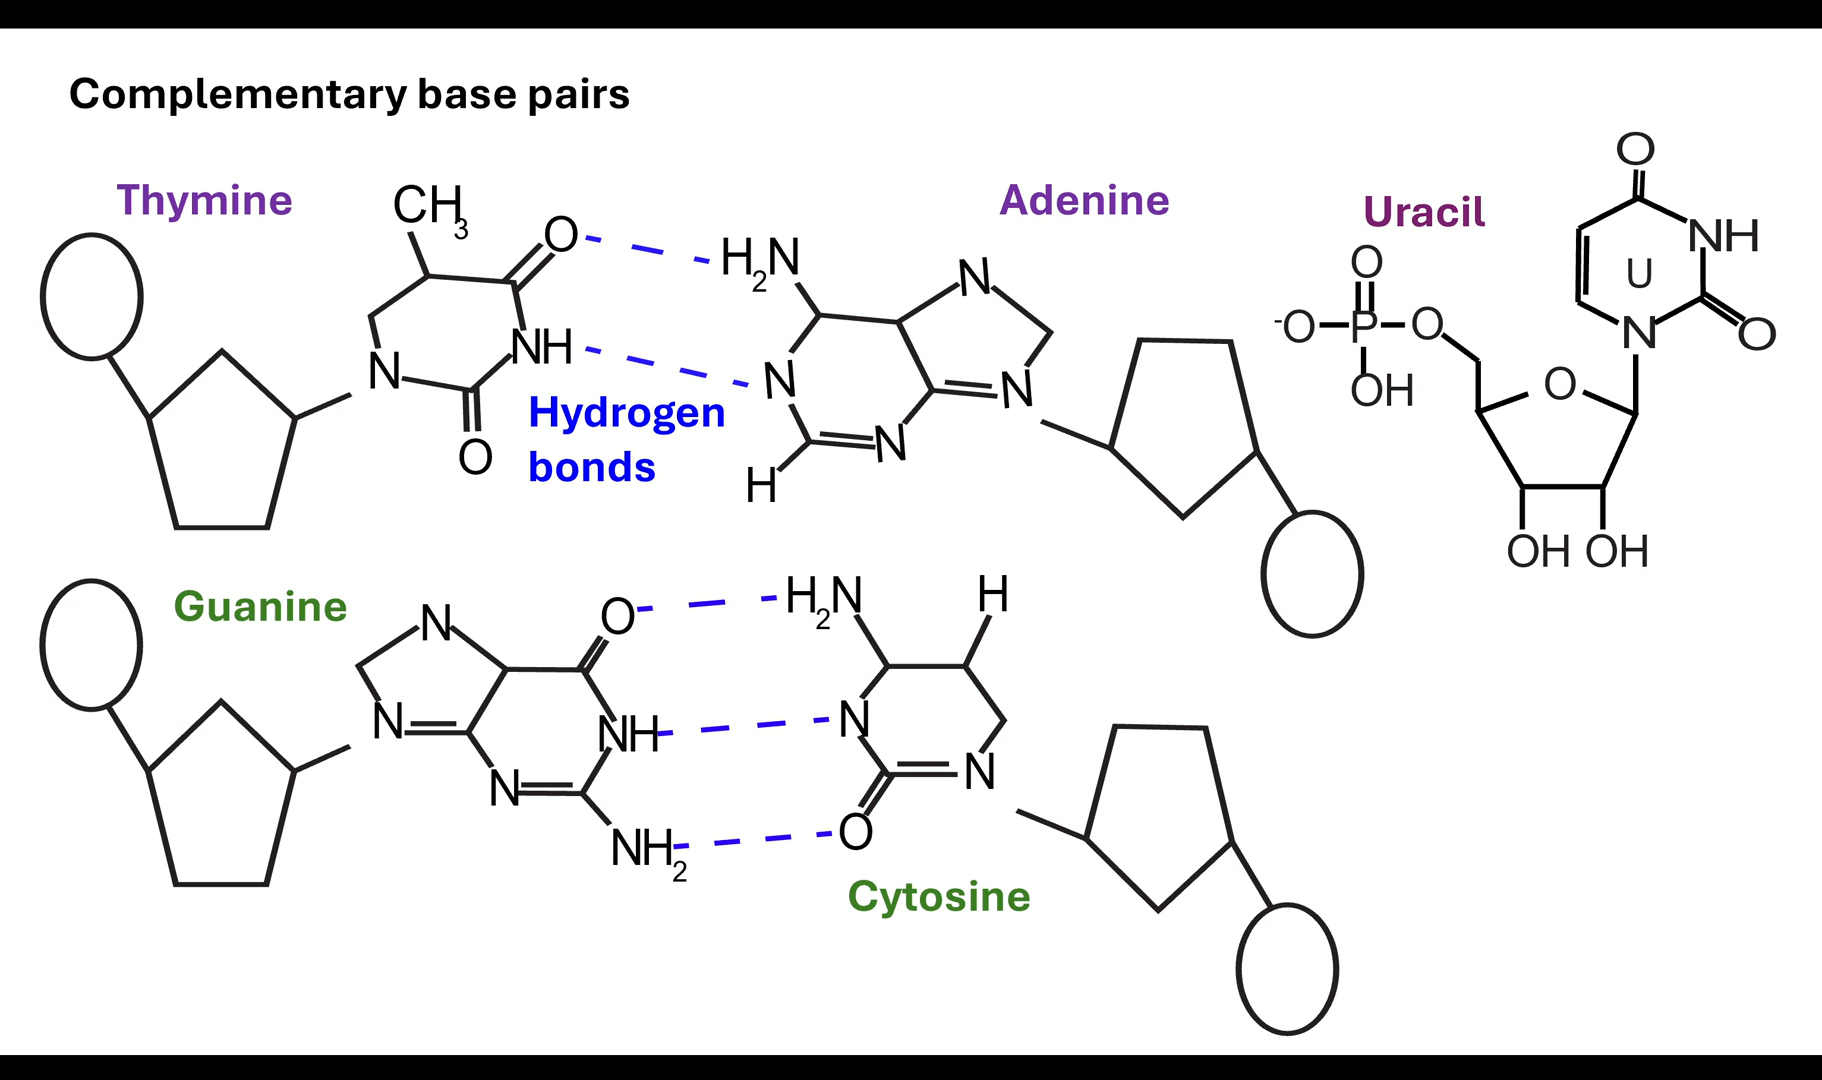 Complementary base pairs
Thymine
CH3
O
NH
N
O
Hydrogen
bonds
Adenine
H2N
N
N
N
N
H
Uracil
O
NH
U
N
O
O
-O
P
O
OH
O
OH OH
Guanine
N
O
N
NH
N
NH2
H2N
H
N
N
O
Cytosine